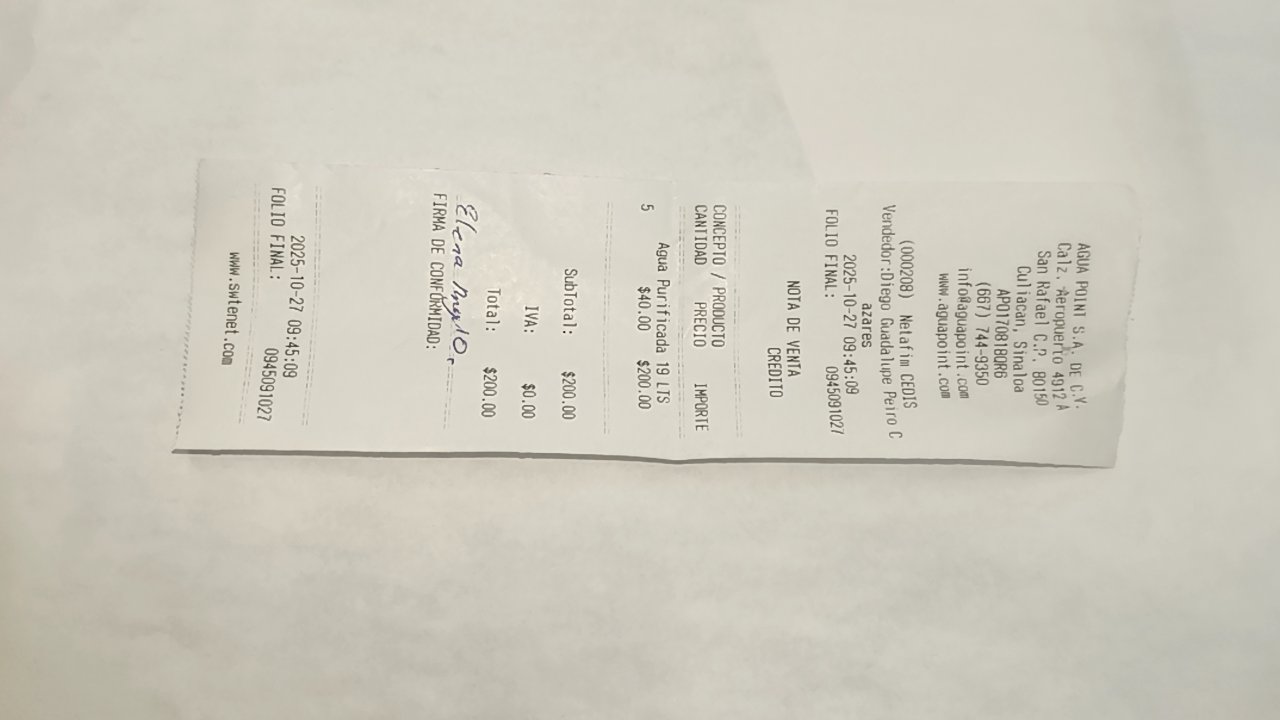 AGUA POINT S.A. DE C.V.
Calz. Aeropuerto 4912 A
San Rafael C.P. 80150
Culiacan, Sinaloa
APO170818QR6
(667) 744-9350
info@aguapoint.com
www.aguapoint.com
(000208) Netafim CEDIS
Vendedor:Diego Guadalupe Peiro C
azares
2025-10-27 09:45:09
FOLIO FINAL: 0945091027
NOTA DE VENTA
CREDITO
CONCEPTO / PRODUCTO
CANTIDAD PRECIO IMPORTE
Agua Purificada 19 LTS
5 $40.00 $200.00
SubTotal: $200.00
IVA: $0.00
Total: $200.00
Elena Angulo
FIRMA DE CONFORMIDAD:
2025-10-27 09:45:09
FOLIO FINAL: 0945091027
www.swtenet.com